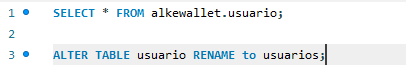 1 SELECT * FROM alkewallet.usuario;
2
3 ALTER TABLE usuario RENAME to usuarios;